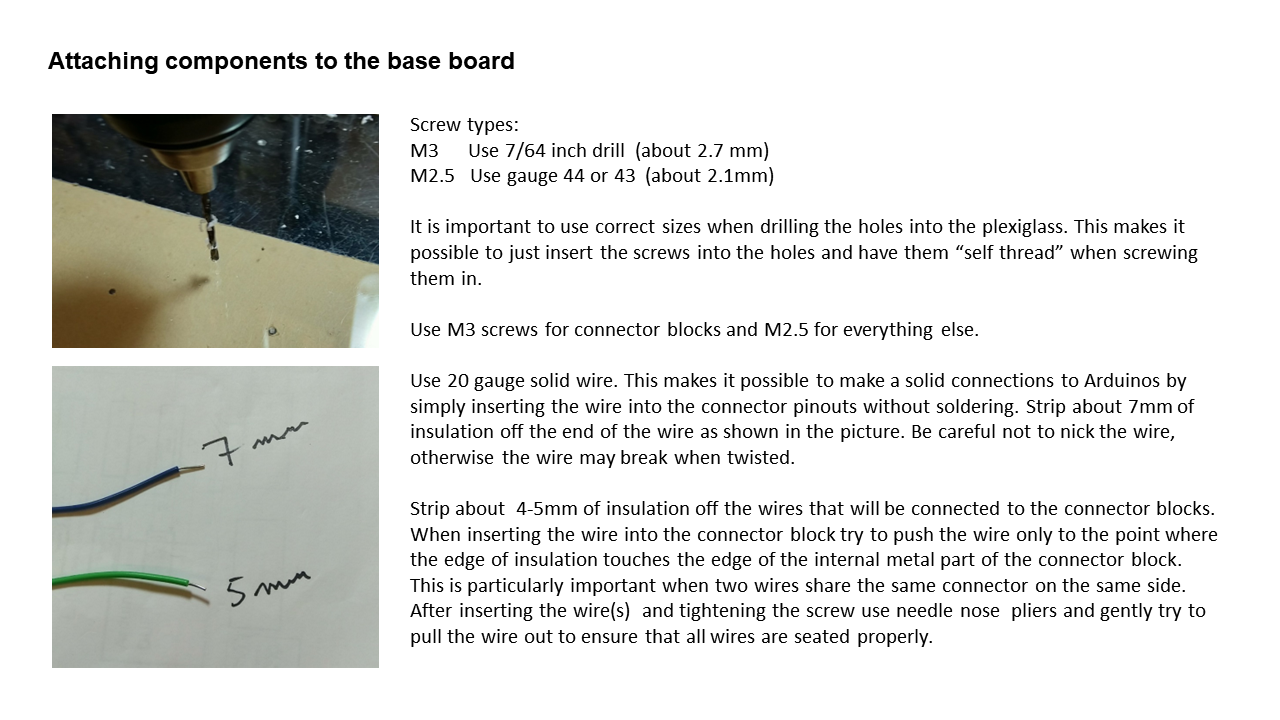 Attaching components to the base board
Screw types:
M3 Use 7/64 inch drill (about 2.7 mm)
M2.5 Use gauge 44 or 43 (about 2.1mm)
It is important to use correct sizes when drilling the holes into the plexiglass. This makes it
possible to just insert the screws into the holes and have them “self thread” when screwing
them in.
Use M3 screws for connector blocks and M2.5 for everything else.
Use 20 gauge solid wire. This makes it possible to make a solid connections to Arduinos by
simply inserting the wire into the connector pinouts without soldering. Strip about 7mm of
insulation off the end of the wire as shown in the picture. Be careful not to nick the wire,
otherwise the wire may break when twisted.
Strip about 4-5mm of insulation off the wires that will be connected to the connector blocks.
When inserting the wire into the connector block try to push the wire only to the point where
the edge of insulation touches the edge of the internal metal part of the connector block.
This is particularly important when two wires share the same connector on the same side.
After inserting the wire(s) and tightening the screw use needle nose pliers and gently try to
pull the wire out to ensure that all wires are seated properly.
7 mm
5 mm